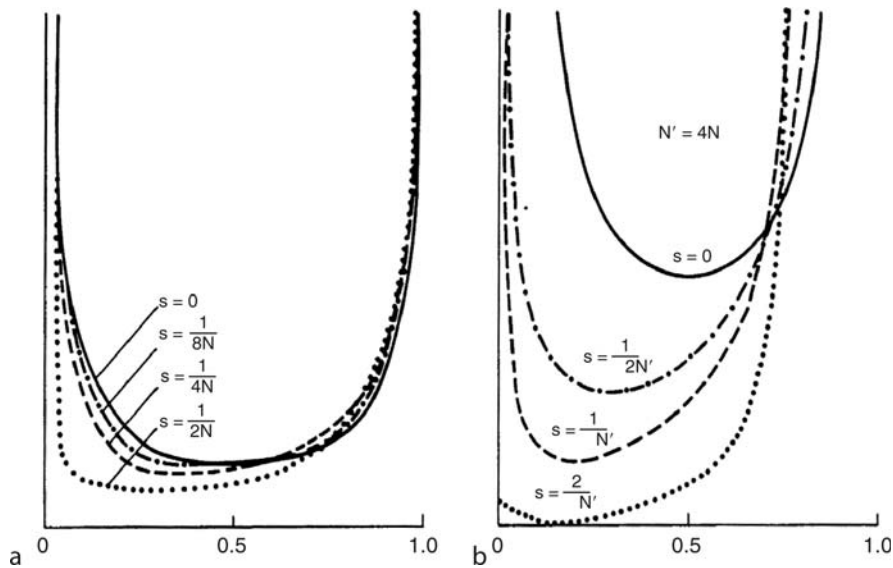 s = 0
s = 1/8N
s = 1/4N
s = 1/2N
a
0
0.5
1.0
N′ = 4N
s = 0
s = 1/2N′
s = 1/N′
s = 2/N′
b
0
0.5
1.0